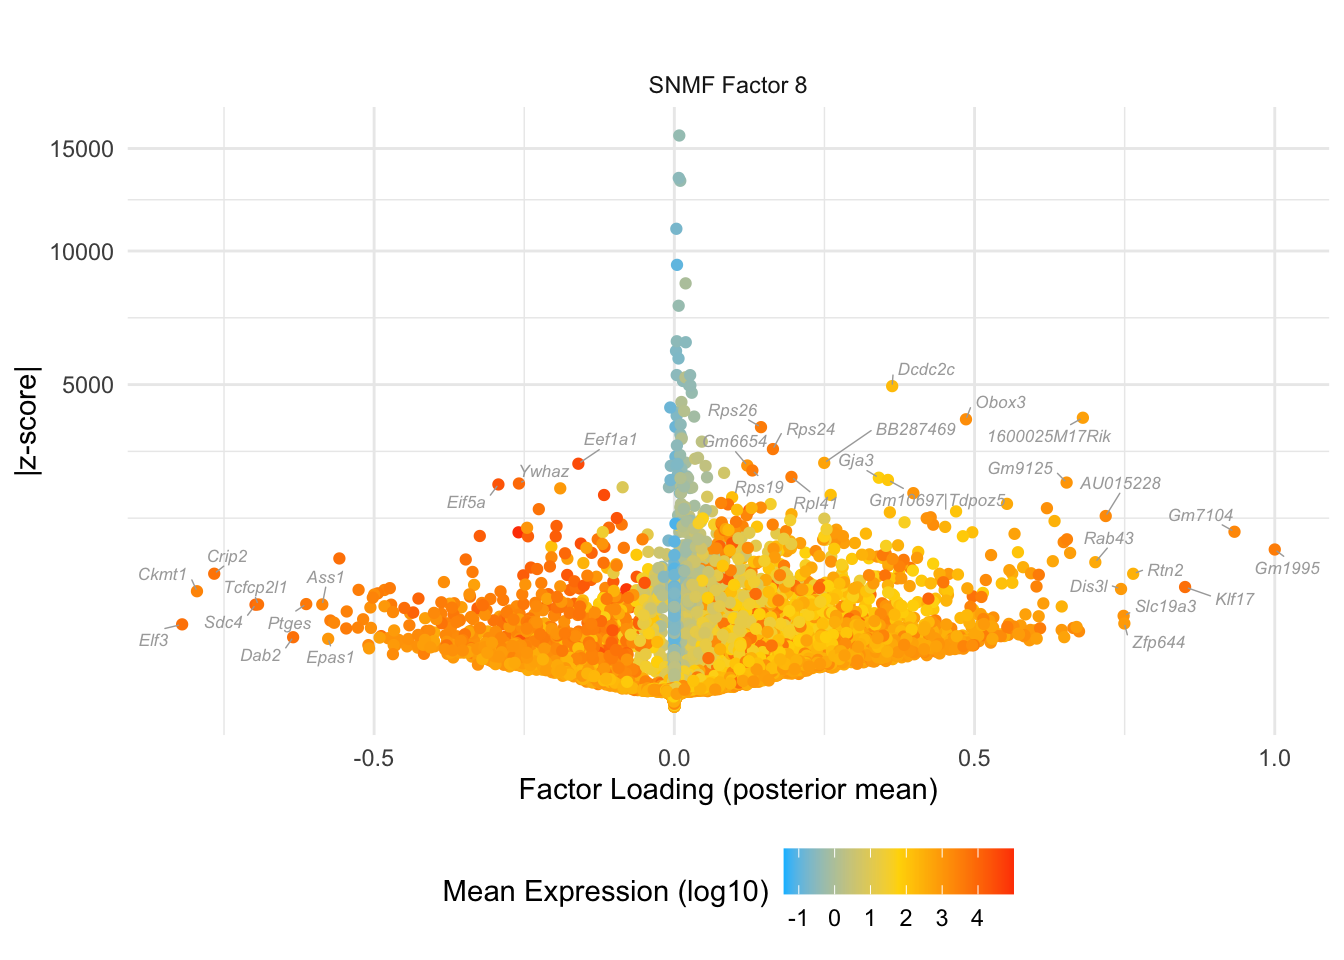 SNMF Factor 8
15000
10000
5000
|z-score|
Dcdc2c
Obox3
Rps26
1600025M17Rik
Rps24
BB287469
Eef1a1
Gm6654
Gja3
Gm9125
Ywhaz
AU015228
Rps19
Eif5a
Rpl41
Gm10697|Tdpoz5
Gm7104
Rab43
Crip2
Gm1995
Ckmt1
Ass1
Rtn2
Tcfcp2l1
Dis3l
Klf17
Slc19a3
Sdc4
Ptges
Elf3
Zfp644
Dab2
Epas1
-0.5
0.0
0.5
1.0
Factor Loading (posterior mean)
Mean Expression (log10)
-1
0
1
2
3
4